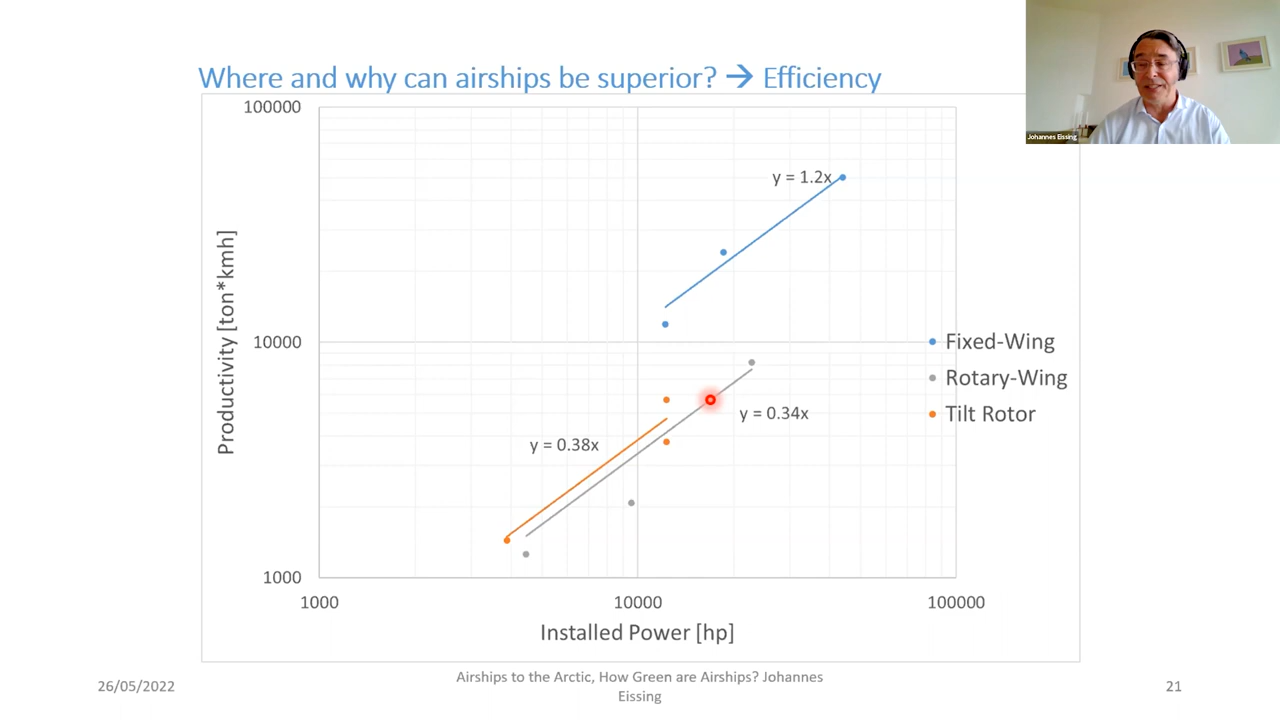 Where and why can airships be superior? → Efficiency
Johannes Eissing
100000
10000
1000
Productivity [ton*kmh]
y = 1.2x
y = 0.38x
y = 0.34x
Fixed-Wing
Rotary-Wing
Tilt Rotor
1000
10000
100000
Installed Power [hp]
26/05/2022
Airships to the Arctic, How Green are Airships? Johannes
Eissing
21